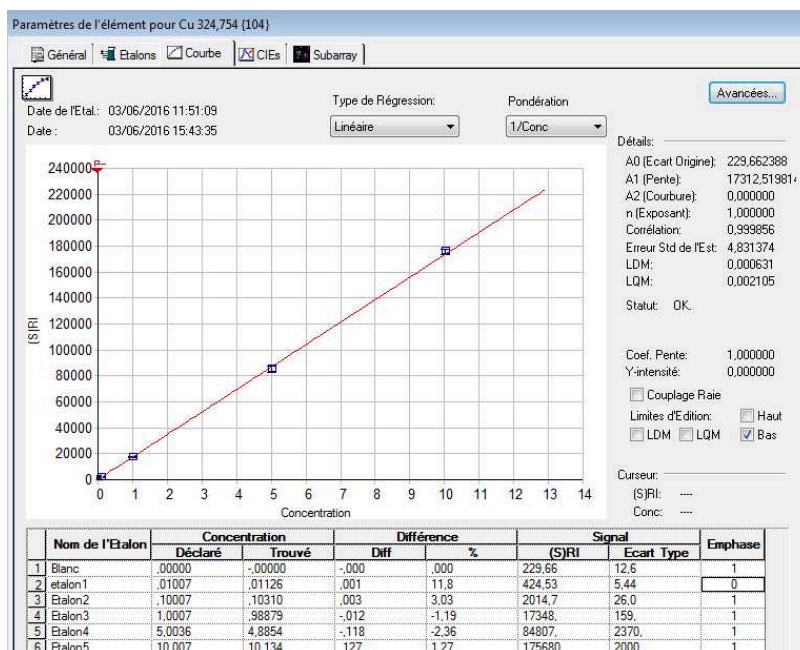 Paramètres de l'élément pour Cu 324,754 {104}
Général Etalons Courbe CIEs Subarray
Date de l'Etal.: 03/06/2016 11:51:09
Date : 03/06/2016 15:43:35
Type de Régression:
Linéaire
Pondération
1/Conc
Avancées...
Détails:
A0 (Ecart Origine): 229,662388
A1 (Pente): 17312,51981
A2 (Courbure): 0,000000
n (Exposant): 1,000000
Corrélation: 0,999856
Erreur Std de l'Est: 4,831374
LDM: 0,000631
LQM: 0,002105
Statut: OK.
Coef. Pente: 1,000000
Y-intensité: 0,000000
Couplage Raie
Limites d'Edition: Haut
LDM LQM Bas
Curseur:
(S)RI: ----
Conc: ----
240000
220000
200000
180000
160000
140000
120000
100000
80000
60000
40000
20000
0
(S)RI
0 1 2 3 4 5 6 7 8 9 10 11 12 13 14
Concentration
Nom de l'Etalon Concentration Différence Signal Emphase
Déclaré Trouvé Diff % (S)RI Ecart Type
1 Blanc ,00000 -,00000 -,000 ,000 229,66 12,6 1
2 etalon1 ,01007 ,01126 ,001 11,8 424,53 5,44 0
3 Etalon2 ,10007 ,10310 ,003 3,03 2014,7 26,0 1
4 Etalon3 1,0007 ,98879 -,012 -1,19 17348, 159, 1
5 Etalon4 5,0036 4,8854 -,118 -2,36 84807, 2370, 1
6 Etalon5 10,007 10,134 ,127 1,27 175680 2000 1